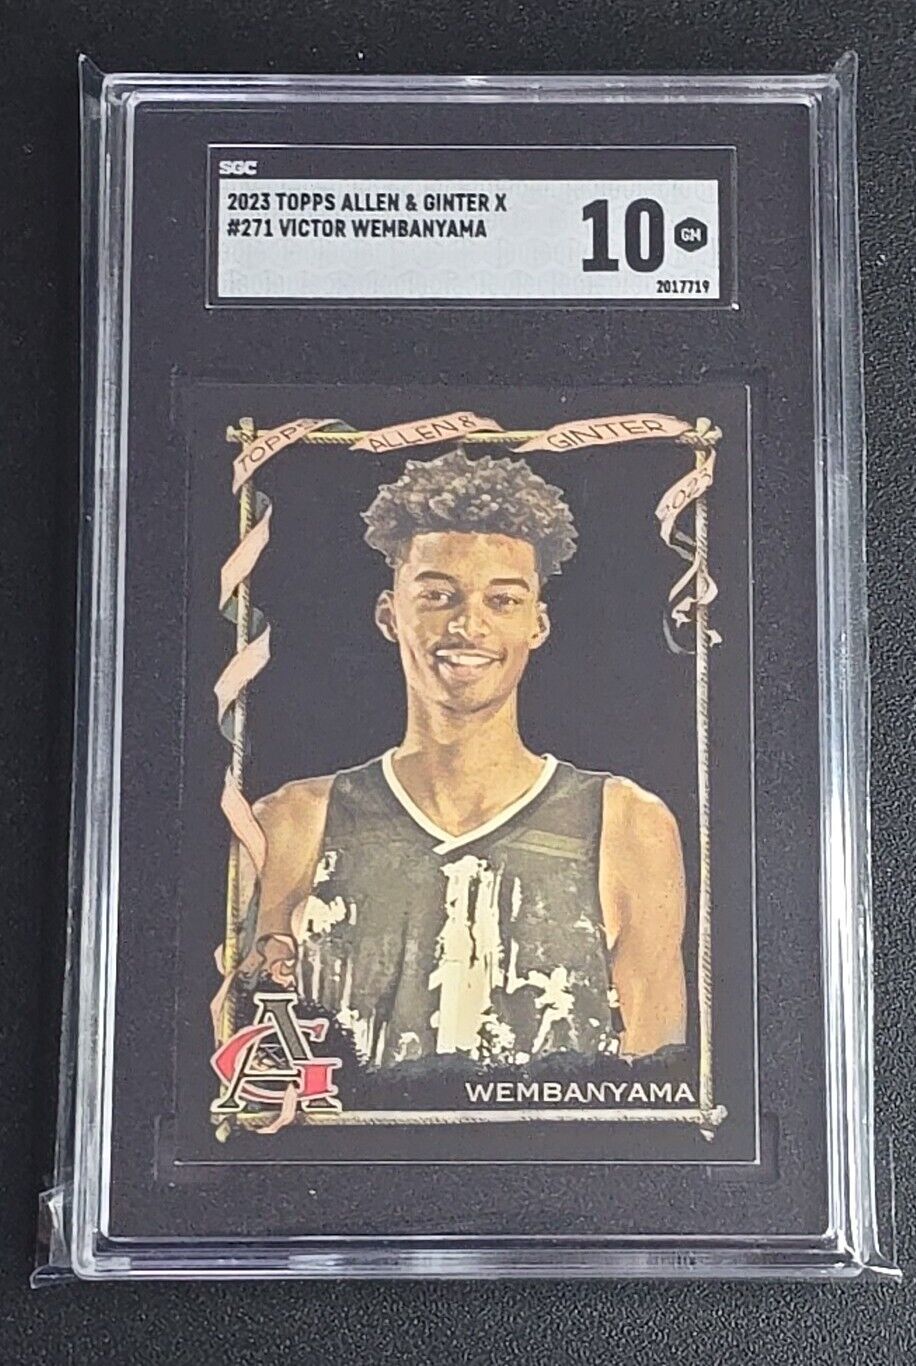 SGC
2023 TOPPS ALLEN & GINTER X
#271 VICTOR WEMBANYAMA
10 GM
2017719
TOPPS ALLEN & GINTER
2023
AG
WEMBANYAMA